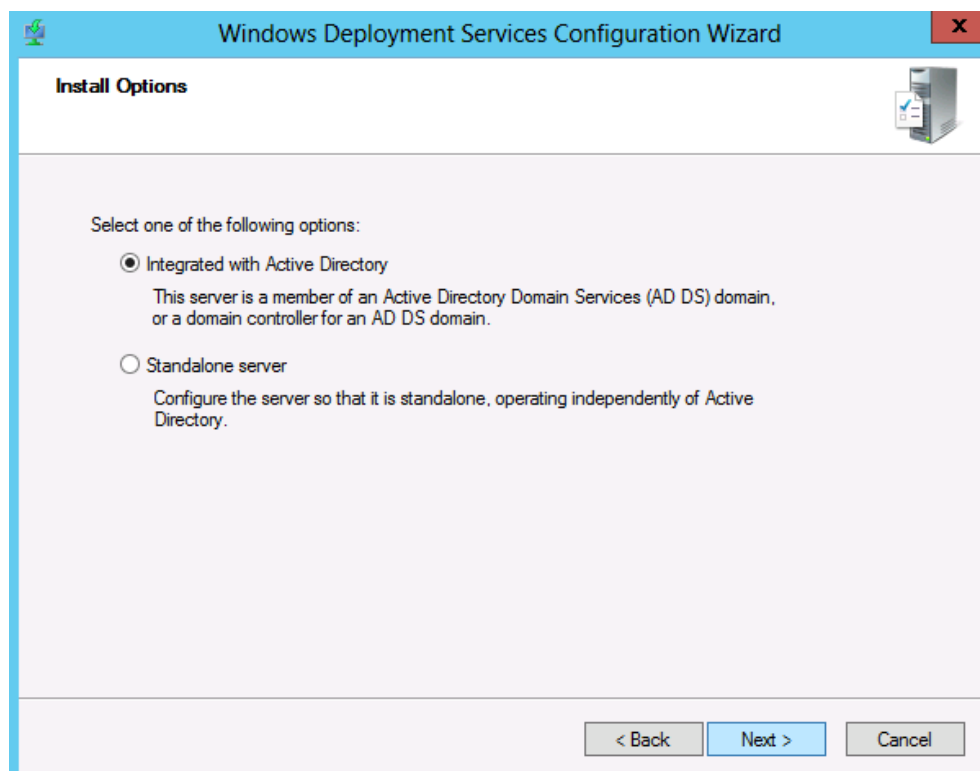 Windows Deployment Services Configuration Wizard
x
Install Options
Select one of the following options:
Integrated with Active Directory
This server is a member of an Active Directory Domain Services (AD DS) domain,
or a domain controller for an AD DS domain.
Standalone server
Configure the server so that it is standalone, operating independently of Active
Directory.
< Back
Next >
Cancel